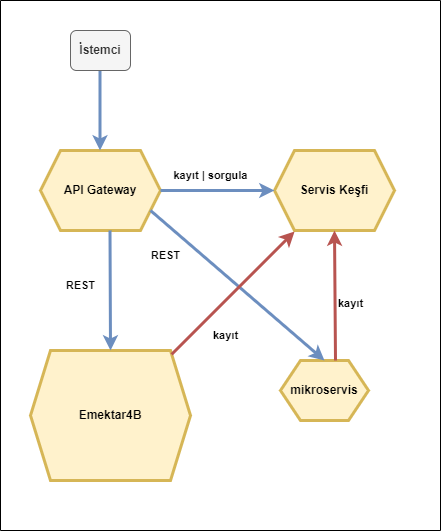 İstemci
kayıt | sorgula
API Gateway
Servis Keşfi
REST
REST
kayıt
kayıt
mikroservis
Emektar4B